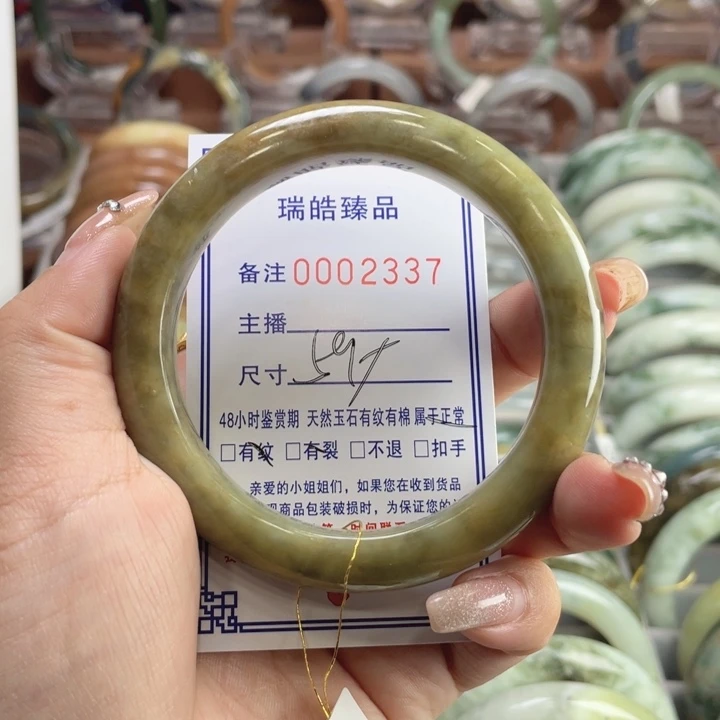 瑞皓臻品
备注0002337
主播
尺寸 59+
48小时鉴赏期 天然玉石有纹有棉 属于正常
□有纹 □有裂 □不退 □扣手
亲爱的小姐姐们，如果您在收到货品
商品包装破损时，为保证您的